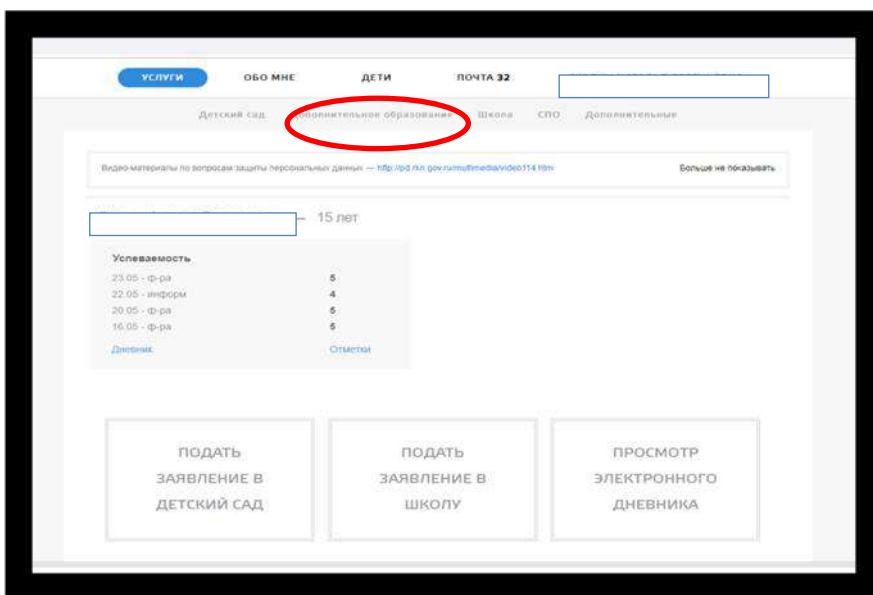 УСЛУГИ ОБО МНЕ ДЕТИ ПОЧТА 32
Детский сад Дополнительное образование Школа СПО Дополнительные
Видео-материалы по вопросам защиты персональных данных — http://pd.rkn.gov.ru/multimedia/video114.htm Больше не показывать
– 15 лет
Успеваемость
23.05 - ф-ра 5
22.05 - информ 4
20.05 - ф-ра 5
16.05 - ф-ра 5
Дневник Отметки
ПОДАТЬ
ЗАЯВЛЕНИЕ В
ДЕТСКИЙ САД
ПОДАТЬ
ЗАЯВЛЕНИЕ В
ШКОЛУ
ПРОСМОТР
ЭЛЕКТРОННОГО
ДНЕВНИКА